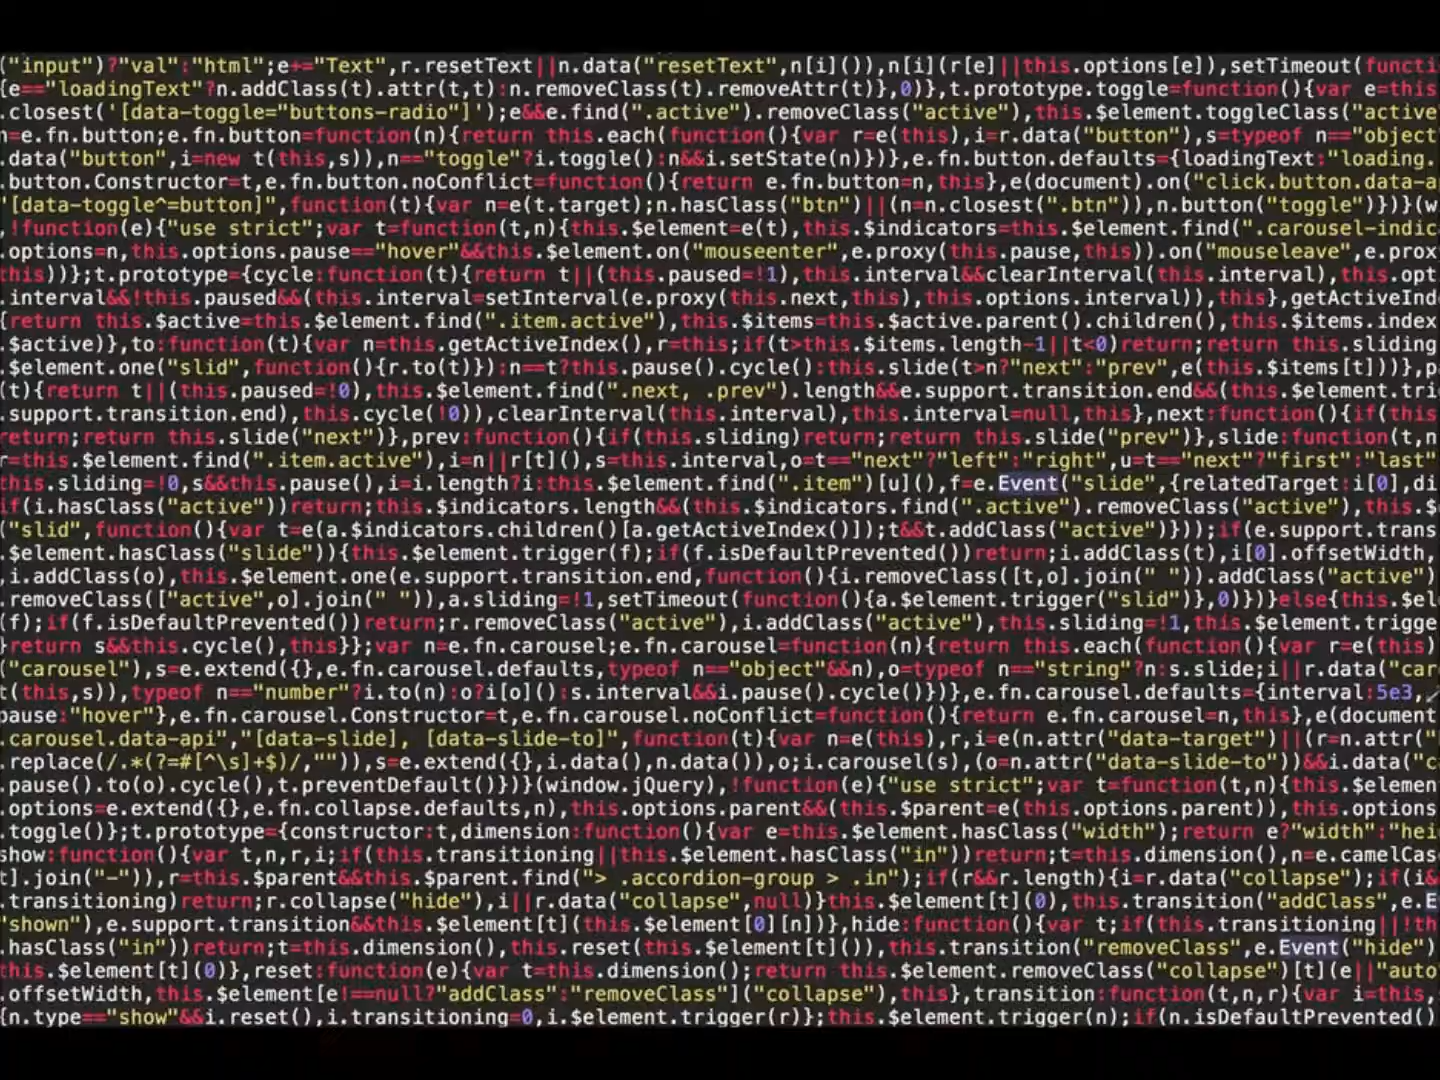 ("input")?"val":"html";e+="Text",r.resetText||n.data("resetText",n[i]()),n[i](r[e]||this.options[e]),setTimeout(functi
{e=="loadingText"?n.addClass(t).attr(t,t):n.removeClass(t).removeAttr(t)},0)},t.prototype.toggle=function(){var e=this
.closest('[data-toggle="buttons-radio"]');e&&e.find(".active").removeClass("active"),this.$element.toggleClass("active
n=e.fn.button;e.fn.button=function(n){return this.each(function(){var r=e(this),i=r.data("button"),s=typeof n=="object
.data("button",i=new t(this,s)),n=="toggle"?i.toggle():n&&i.setState(n)})},e.fn.button.defaults={loadingText:"loading.
.button.Constructor=t,e.fn.button.noConflict=function(){return e.fn.button=n,this},e(document).on("click.button.data-a
"[data-toggle^=button]",function(t){var n=e(t.target);n.hasClass("btn")||(n=n.closest(".btn")),n.button("toggle")})}(w
,!function(e){"use strict";var t=function(t,n){this.$element=e(t),this.$indicators=this.$element.find(".carousel-indic
.options=n,this.options.pause=="hover"&&this.$element.on("mouseenter",e.proxy(this.pause,this)).on("mouseleave",e.prox
this))};t.prototype={cycle:function(t){return t||(this.paused=!1),this.interval&&clearInterval(this.interval),this.opt
.interval&&!this.paused&&(this.interval=setInterval(e.proxy(this.next,this),this.options.interval)),this},getActiveInd
{return this.$active=this.$element.find(".item.active"),this.$items=this.$active.parent().children(),this.$items.index
.$active)},to:function(t){var n=this.getActiveIndex(),r=this;if(t>this.$items.length-1||t<0)return;return this.sliding
.$element.one("slid",function(){r.to(t)}):n==t?this.pause().cycle():this.slide(t>n?"next":"prev",e(this.$items[t]))},p
(t){return t||(this.paused=!0),this.$element.find(".next, .prev").length&&e.support.transition.end&&(this.$element.tri
.support.transition.end),this.cycle(!0)),clearInterval(this.interval),this.interval=null,this},next:function(){if(this
return;return this.slide("next")},prev:function(){if(this.sliding)return;return this.slide("prev")},slide:function(t,n
r=this.$element.find(".item.active"),i=n||r[t](),s=this.interval,o=t=="next"?"left":"right",u=t=="next"?"first":"last"
this.sliding=!0,s&&this.pause(),i=i.length?i:this.$element.find(".item")[u](),f=e.Event("slide",{relatedTarget:i[0],di
if(i.hasClass("active"))return;this.$indicators.length&&(this.$indicators.find(".active").removeClass("active"),this.$
("slid",function(){var t=e(a.$indicators.children()[a.getActiveIndex()]);t&&t.addClass("active")}));if(e.support.trans
.$element.hasClass("slide")){this.$element.trigger(f);if(f.isDefaultPrevented())return;i.addClass(t),i[0].offsetWidth,
,i.addClass(o),this.$element.one(e.support.transition.end,function(){i.removeClass([t,o].join(" ")).addClass("active")
.removeClass(["active",o].join(" ")),a.sliding=!1,setTimeout(function(){a.$element.trigger("slid")},0)})}else{this.$el
(f);if(f.isDefaultPrevented())return;r.removeClass("active"),i.addClass("active"),this.sliding=!1,this.$element.trigge
}return s&&this.cycle(),this}};var n=e.fn.carousel;e.fn.carousel=function(n){return this.each(function(){var r=e(this)
("carousel"),s=e.extend({},e.fn.carousel.defaults,typeof n=="object"&&n),o=typeof n=="string"?n:s.slide;i||r.data("car
t(this,s)),typeof n=="number"?i.to(n):o?i[o]():s.interval&&i.pause().cycle()})},e.fn.carousel.defaults={interval:5e3,
pause:"hover"},e.fn.carousel.Constructor=t,e.fn.carousel.noConflict=function(){return e.fn.carousel=n,this},e(document
.carousel.data-api","[data-slide], [data-slide-to]",function(t){var n=e(this),r,i=e(n.attr("data-target")||(r=n.attr("
.replace(/.*(?=#[^\s]+$)/,"")),s=e.extend({},i.data(),n.data()),o;i.carousel(s),(o=n.attr("data-slide-to"))&&i.data("c
.pause().to(o).cycle(),t.preventDefault()})}(window.jQuery),!function(e){"use strict";var t=function(t,n){this.$elemen
options=e.extend({},e.fn.collapse.defaults,n),this.options.parent&&(this.$parent=e(this.options.parent)),this.options
.toggle()};t.prototype={constructor:t,dimension:function(){var e=this.$element.hasClass("width");return e?"width":"hei
show:function(){var t,n,r,i;if(this.transitioning||this.$element.hasClass("in"))return;t=this.dimension(),n=e.camelCas
t].join("-")),r=this.$parent&&this.$parent.find("> .accordion-group > .in");if(r&&r.length){i=r.data("collapse");if(i&
.transitioning)return;r.collapse("hide"),i||r.data("collapse",null)}this.$element[t](0),this.transition("addClass",e.E
"shown"),e.support.transition&&this.$element[t](this.$element[0][n])},hide:function(){var t;if(this.transitioning||!th
.hasClass("in"))return;t=this.dimension(),this.reset(this.$element[t]()),this.transition("removeClass",e.Event("hide")
this.$element[t](0)},reset:function(e){var t=this.dimension();return this.$element.removeClass("collapse")[t](e||"auto
.offsetWidth,this.$element[e!==null?"addClass":"removeClass"]("collapse"),this},transition:function(t,n,r){var i=this,
{n.type=="show"&&i.reset(),i.transitioning=0,i.$element.trigger(r)};this.$element.trigger(n);if(n.isDefaultPrevented()